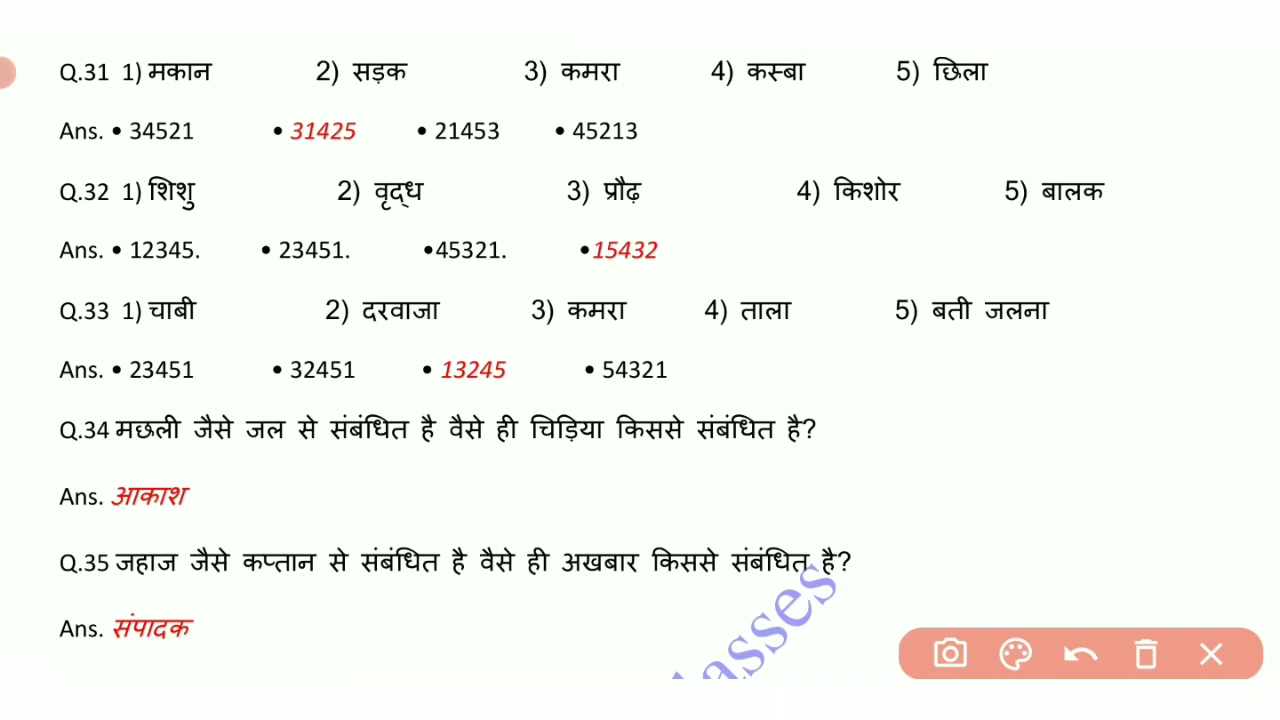 Q.31 1) मकान 2) सड़क 3) कमरा 4) कस्बा 5) छिला
Ans. • 34521 • 31425 • 21453 • 45213
Q.32 1) शिशु 2) वृद्ध 3) प्रौढ़ 4) किशोर 5) बालक
Ans. • 12345. • 23451. •45321. •15432
Q.33 1) चाबी 2) दरवाजा 3) कमरा 4) ताला 5) बती जलना
Ans. • 23451 • 32451 • 13245 • 54321
Q.34 मछली जैसे जल से संबंधित है वैसे ही चिड़िया किससे संबंधित है?
Ans. आकाश
Q.35 जहाज जैसे कप्तान से संबंधित है वैसे ही अखबार किससे संबंधित है?
Ans. संपादक
lasses